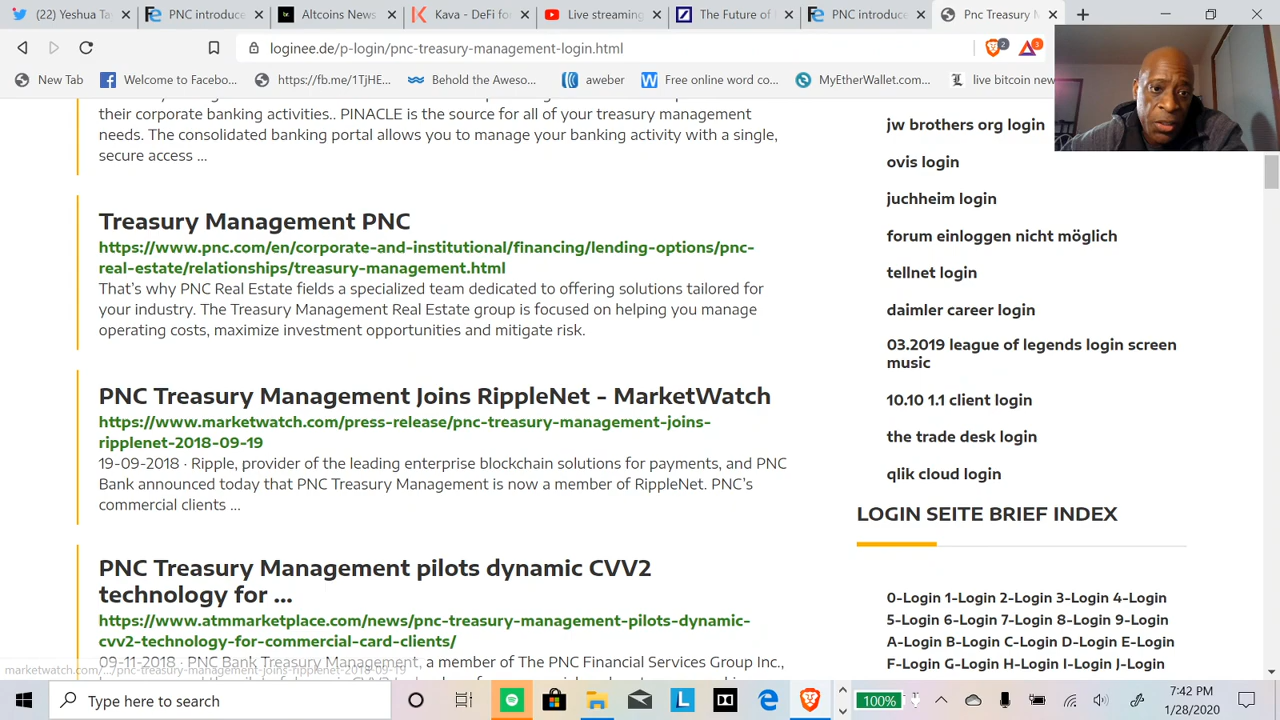 (22) Yeshua Ta
PNC introduce
Altcoins News
Kava - DeFi for
Live streaming
The Future of
PNC introduce
Pnc Treasury M
loginee.de/p-login/pnc-treasury-management-login.html
2
3
New Tab
Welcome to Facebo...
https://fb.me/1TjHE...
Behold the Aweso...
aweber
Free online word co...
MyEtherWallet.com...
live bitcoin new
their corporate banking activities.. PINACLE is the source for all of your treasury management
needs. The consolidated banking portal allows you to manage your banking activity with a single,
secure access ...
Treasury Management PNC
https://www.pnc.com/en/corporate-and-institutional/financing/lending-options/pnc-
real-estate/relationships/treasury-management.html
That's why PNC Real Estate fields a specialized team dedicated to offering solutions tailored for
your industry. The Treasury Management Real Estate group is focused on helping you manage
operating costs, maximize investment opportunities and mitigate risk.
PNC Treasury Management Joins RippleNet - MarketWatch
https://www.marketwatch.com/press-release/pnc-treasury-management-joins-
ripplenet-2018-09-19
19-09-2018 · Ripple, provider of the leading enterprise blockchain solutions for payments, and PNC
Bank announced today that PNC Treasury Management is now a member of RippleNet. PNC's
commercial clients ...
PNC Treasury Management pilots dynamic CVV2
technology for ...
https://www.atmmarketplace.com/news/pnc-treasury-management-pilots-dynamic-
cvv2-technology-for-commercial-card-clients/
09-11-2018 · PNC Bank Treasury Management, a member of The PNC Financial Services Group Inc.,
jw brothers org login
ovis login
juchheim login
forum einloggen nicht möglich
tellnet login
daimler career login
03.2019 league of legends login screen
music
10.10 1.1 client login
the trade desk login
qlik cloud login
LOGIN SEITE BRIEF INDEX
0-Login 1-Login 2-Login 3-Login 4-Login
5-Login 6-Login 7-Login 8-Login 9-Login
A-Login B-Login C-Login D-Login E-Login
F-Login G-Login H-Login I-Login J-Login
marketwatch.com/.../pnc-treasury-management-joins-ripplenet-2018-09-19
Type here to search
100%
7:42 PM
1/28/2020